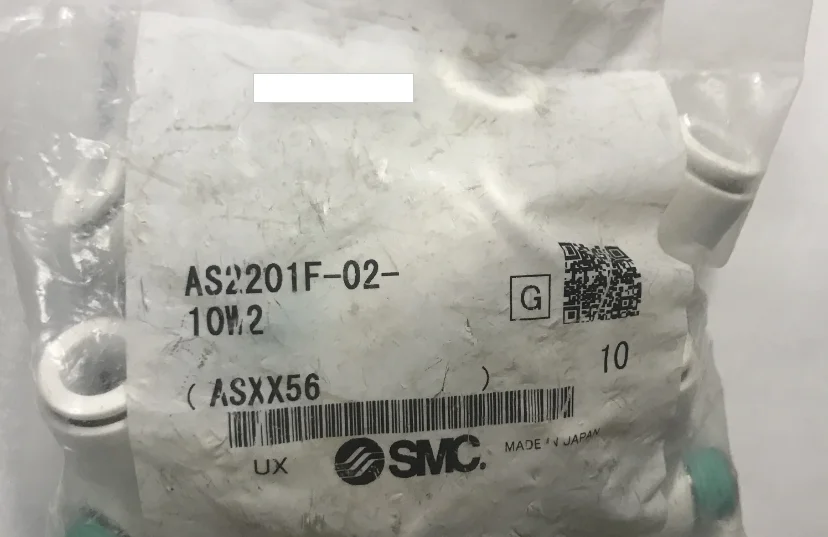 AS2201F-02-
10W2
G
10
( ASXX56 )
UX
SMC.
MADE IN JAPAN